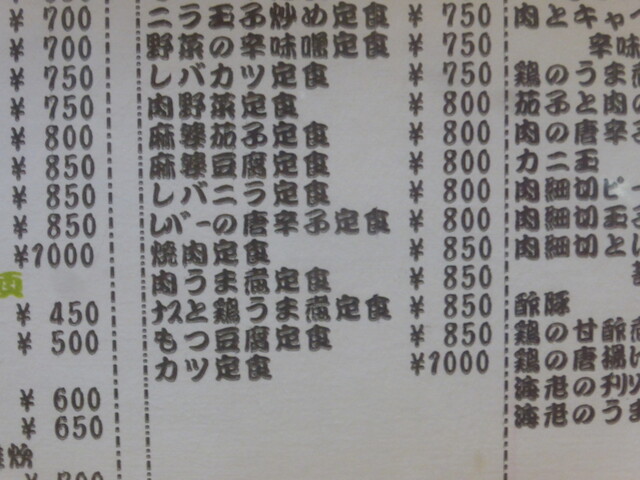 ¥ 700
¥ 700
¥ 750
¥ 750
¥ 800
¥ 850
¥ 850
¥ 850
¥1000
¥ 450
¥ 500
¥ 600
¥ 650
ニラ玉子炒め定食 ¥ 750
野菜の辛味噌定食 ¥ 750
レバカツ定食 ¥ 750
肉野菜定食 ¥ 800
麻婆茄子定食 ¥ 800
麻婆豆腐定食 ¥ 800
レバニラ定食 ¥ 800
レバーの唐辛子定食 ¥ 800
焼肉定食 ¥ 850
肉うま煮定食 ¥ 850
ナスと鶏うま煮定食 ¥ 850
もつ豆腐定食 ¥ 850
カツ定食 ¥1000
肉とキャ
辛味
鶏のうま煮
茄子と肉の
肉の唐辛子
カニ玉
肉細切ピ
肉細切玉子
肉細切と
酢豚
鶏の甘酢
鶏の唐揚げ
海老のチリソ
海老のうま